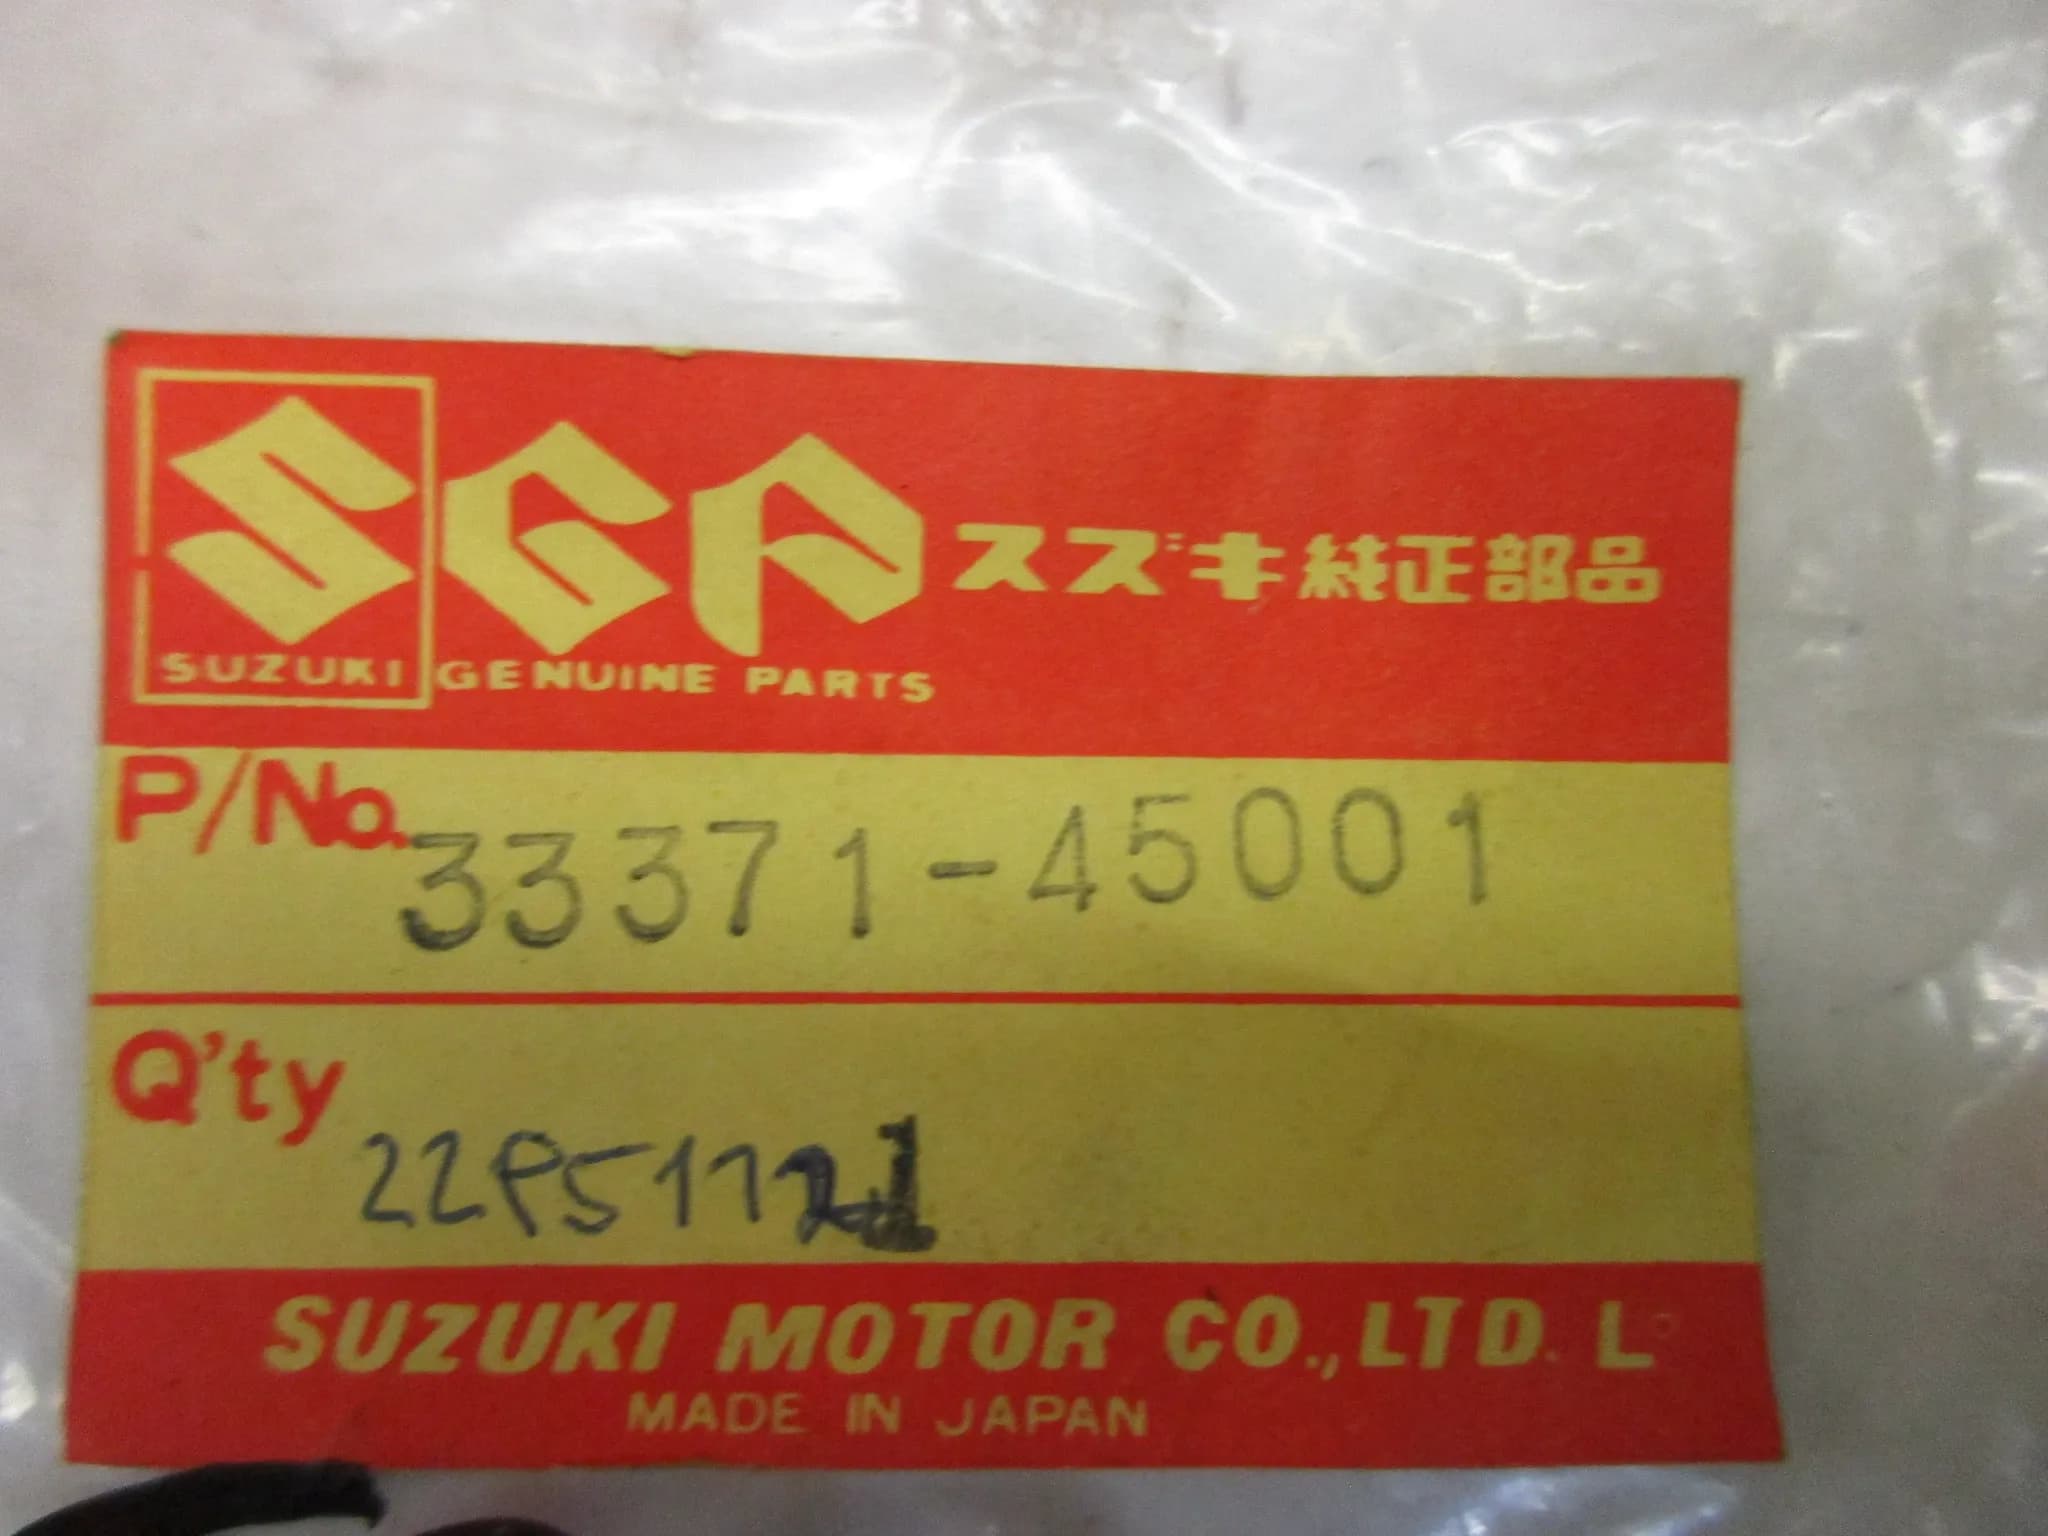 SGP スズキ純正部品
SUZUKI GENUINE PARTS
P/No. 33371-45001
Q'ty
SUZUKI MOTOR CO., LTD. L
MADE IN JAPAN